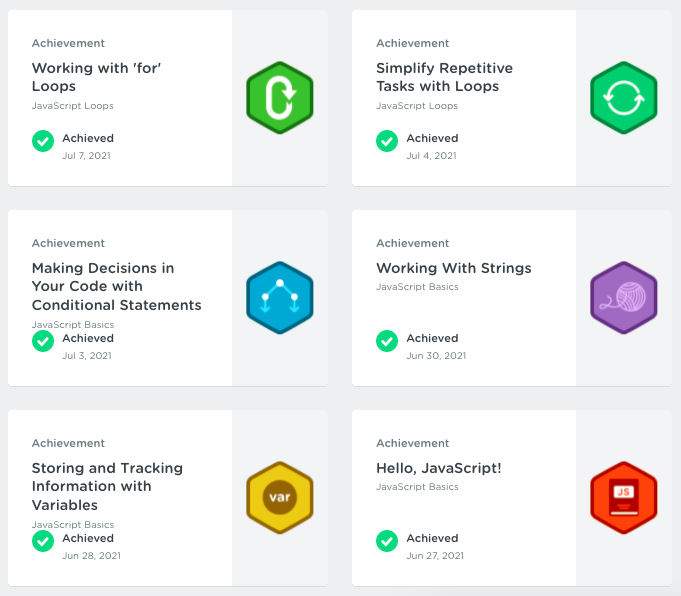 Achievement
Working with 'for'
Loops
JavaScript Loops
Achieved
Jul 7, 2021
Achievement
Simplify Repetitive
Tasks with Loops
JavaScript Loops
Achieved
Jul 4, 2021
Achievement
Making Decisions in
Your Code with
Conditional Statements
JavaScript Basics
Achieved
Jul 3, 2021
Achievement
Working With Strings
JavaScript Basics
Achieved
Jun 30, 2021
Achievement
Storing and Tracking
Information with
Variables
JavaScript Basics
Achieved
Jun 28, 2021
var
Achievement
Hello, JavaScript!
JavaScript Basics
Achieved
Jun 27, 2021
JS